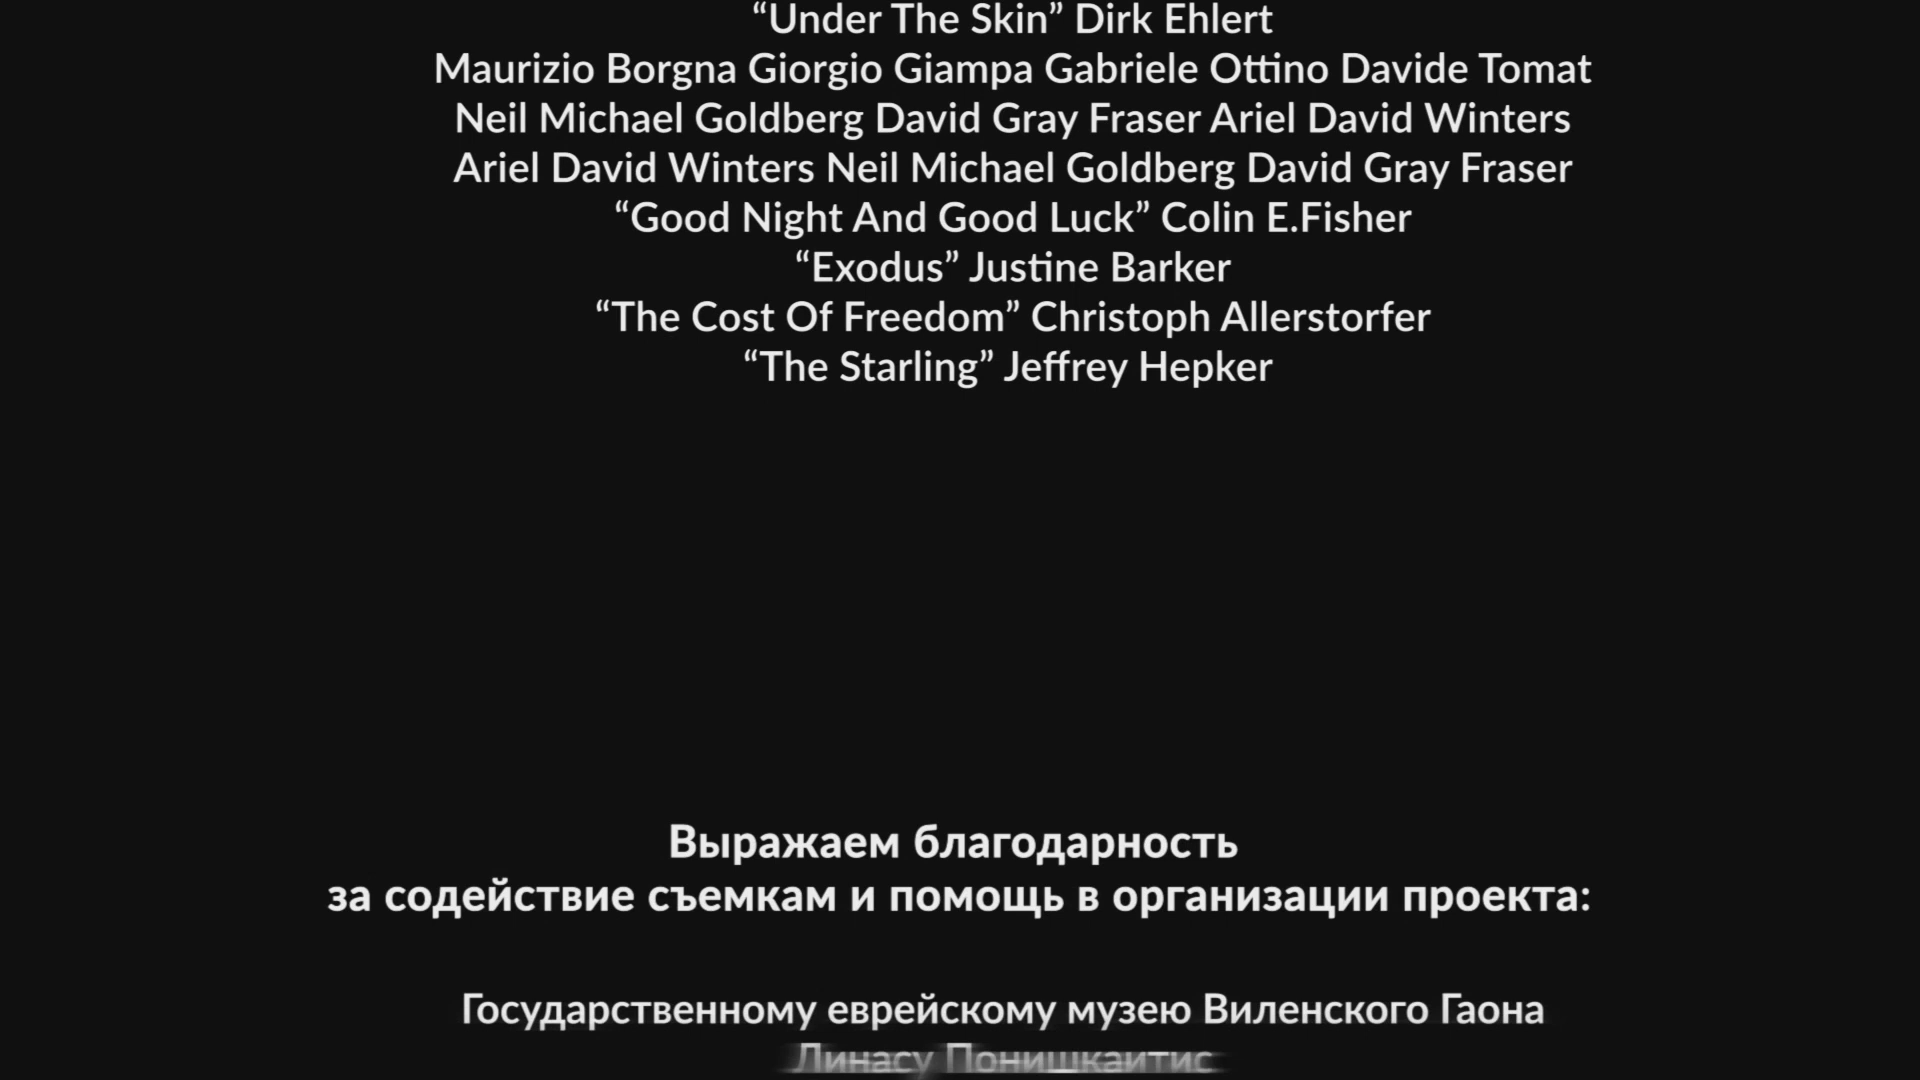 “Under The Skin” Dirk Ehlert
Maurizio Borgna Giorgio Giampa Gabriele Ottino Davide Tomat
Neil Michael Goldberg David Gray Fraser Ariel David Winters
Ariel David Winters Neil Michael Goldberg David Gray Fraser
“Good Night And Good Luck” Colin E.Fisher
“Exodus” Justine Barker
“The Cost Of Freedom” Christoph Allerstorfer
“The Starling” Jeffrey Hepker
Выражаем благодарность
за содействие съемкам и помощь в организации проекта:
Государственному еврейскому музею Виленского Гаона
Линасу Понишкаитис